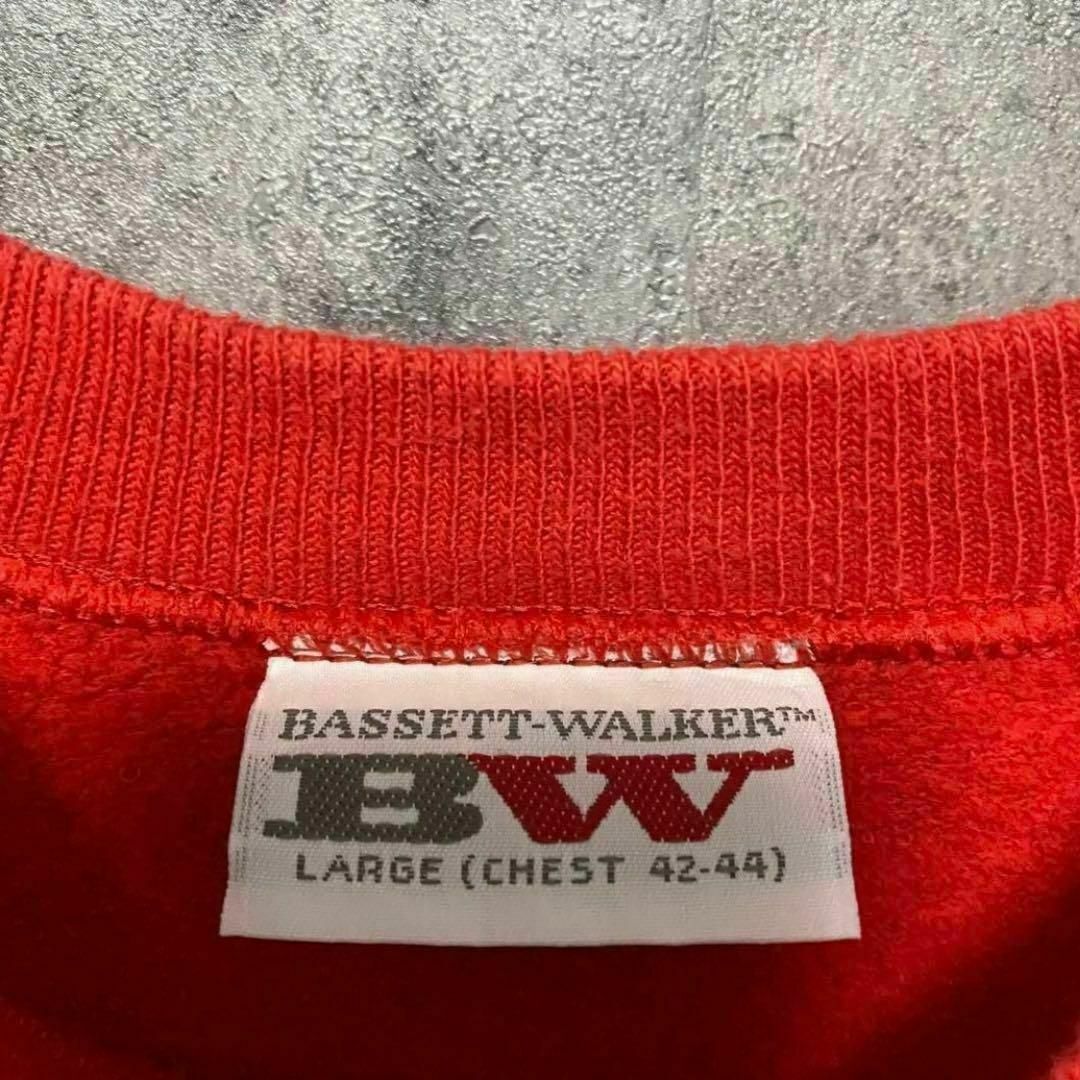 BASSETT-WALKER™
BW
LARGE (CHEST 42-44)